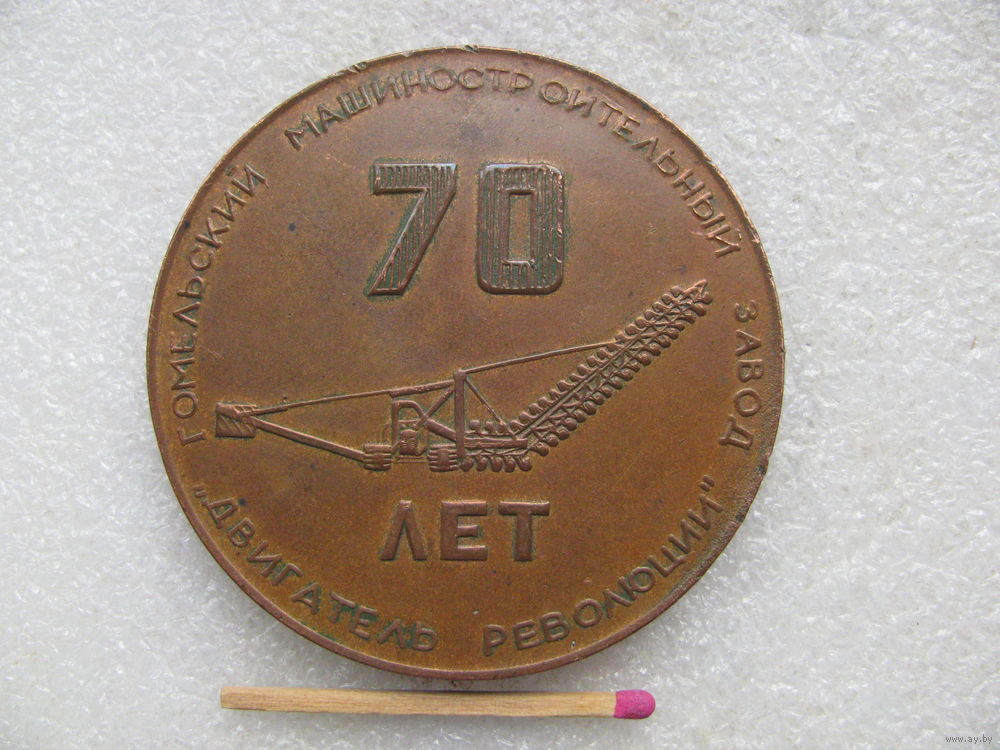 ГОМЕЛЬСКИЙ МАШИНОСТРОИТЕЛЬНЫЙ ЗАВОД
70
ЛЕТ
"ДВИГАТЕЛЬ РЕВОЛЮЦИИ"
www.ay.by